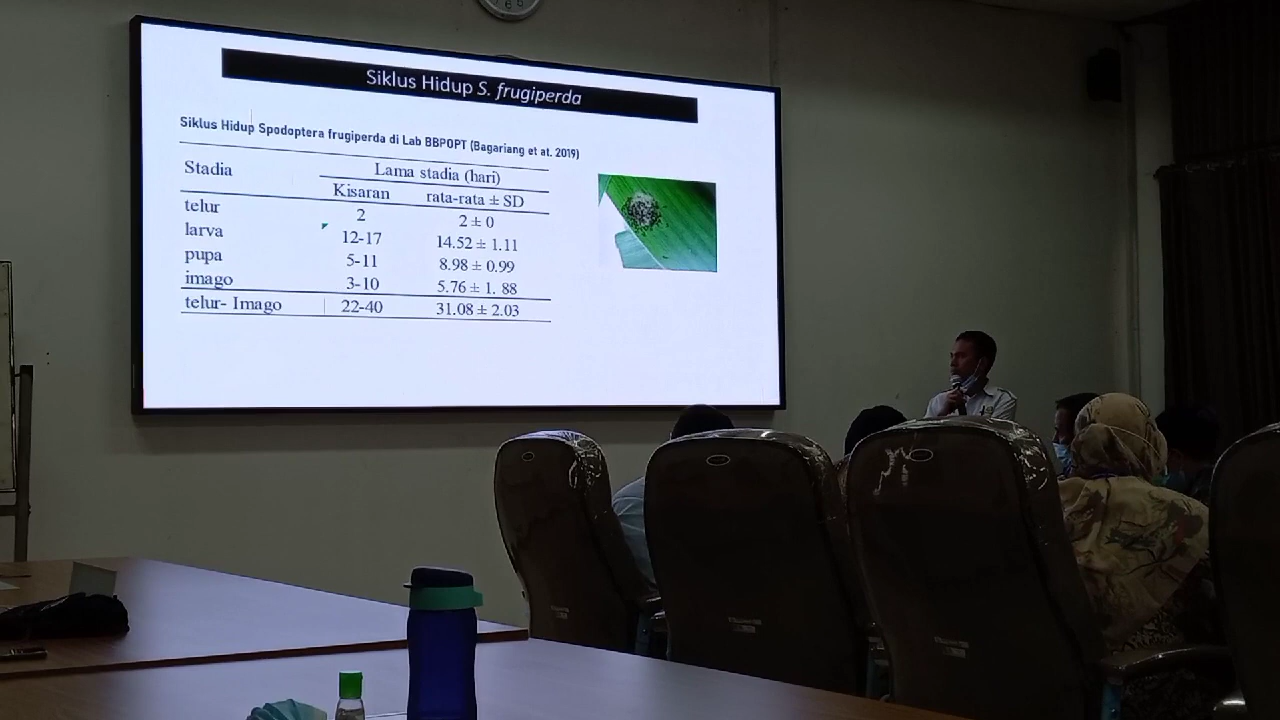 Siklus Hidup S. frugiperda
Siklus Hidup Spodoptera frugiperda di Lab BBPOPT (Bagariang et at. 2019)
Stadia Lama stadia (hari)
Kisaran rata-rata ± SD
telur 2 2 ± 0
larva 12-17 14.52 ± 1.11
pupa 5-11 8.98 ± 0.99
imago 3-10 5.76 ± 1. 88
telur- Imago 22-40 31.08 ± 2.03